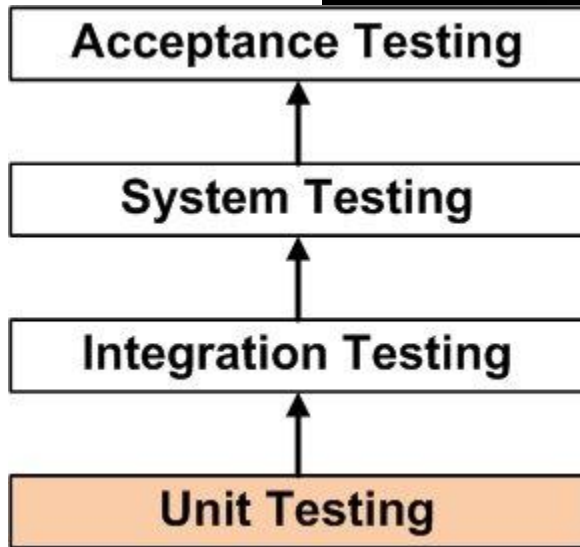 Acceptance Testing
System Testing
Integration Testing
Unit Testing